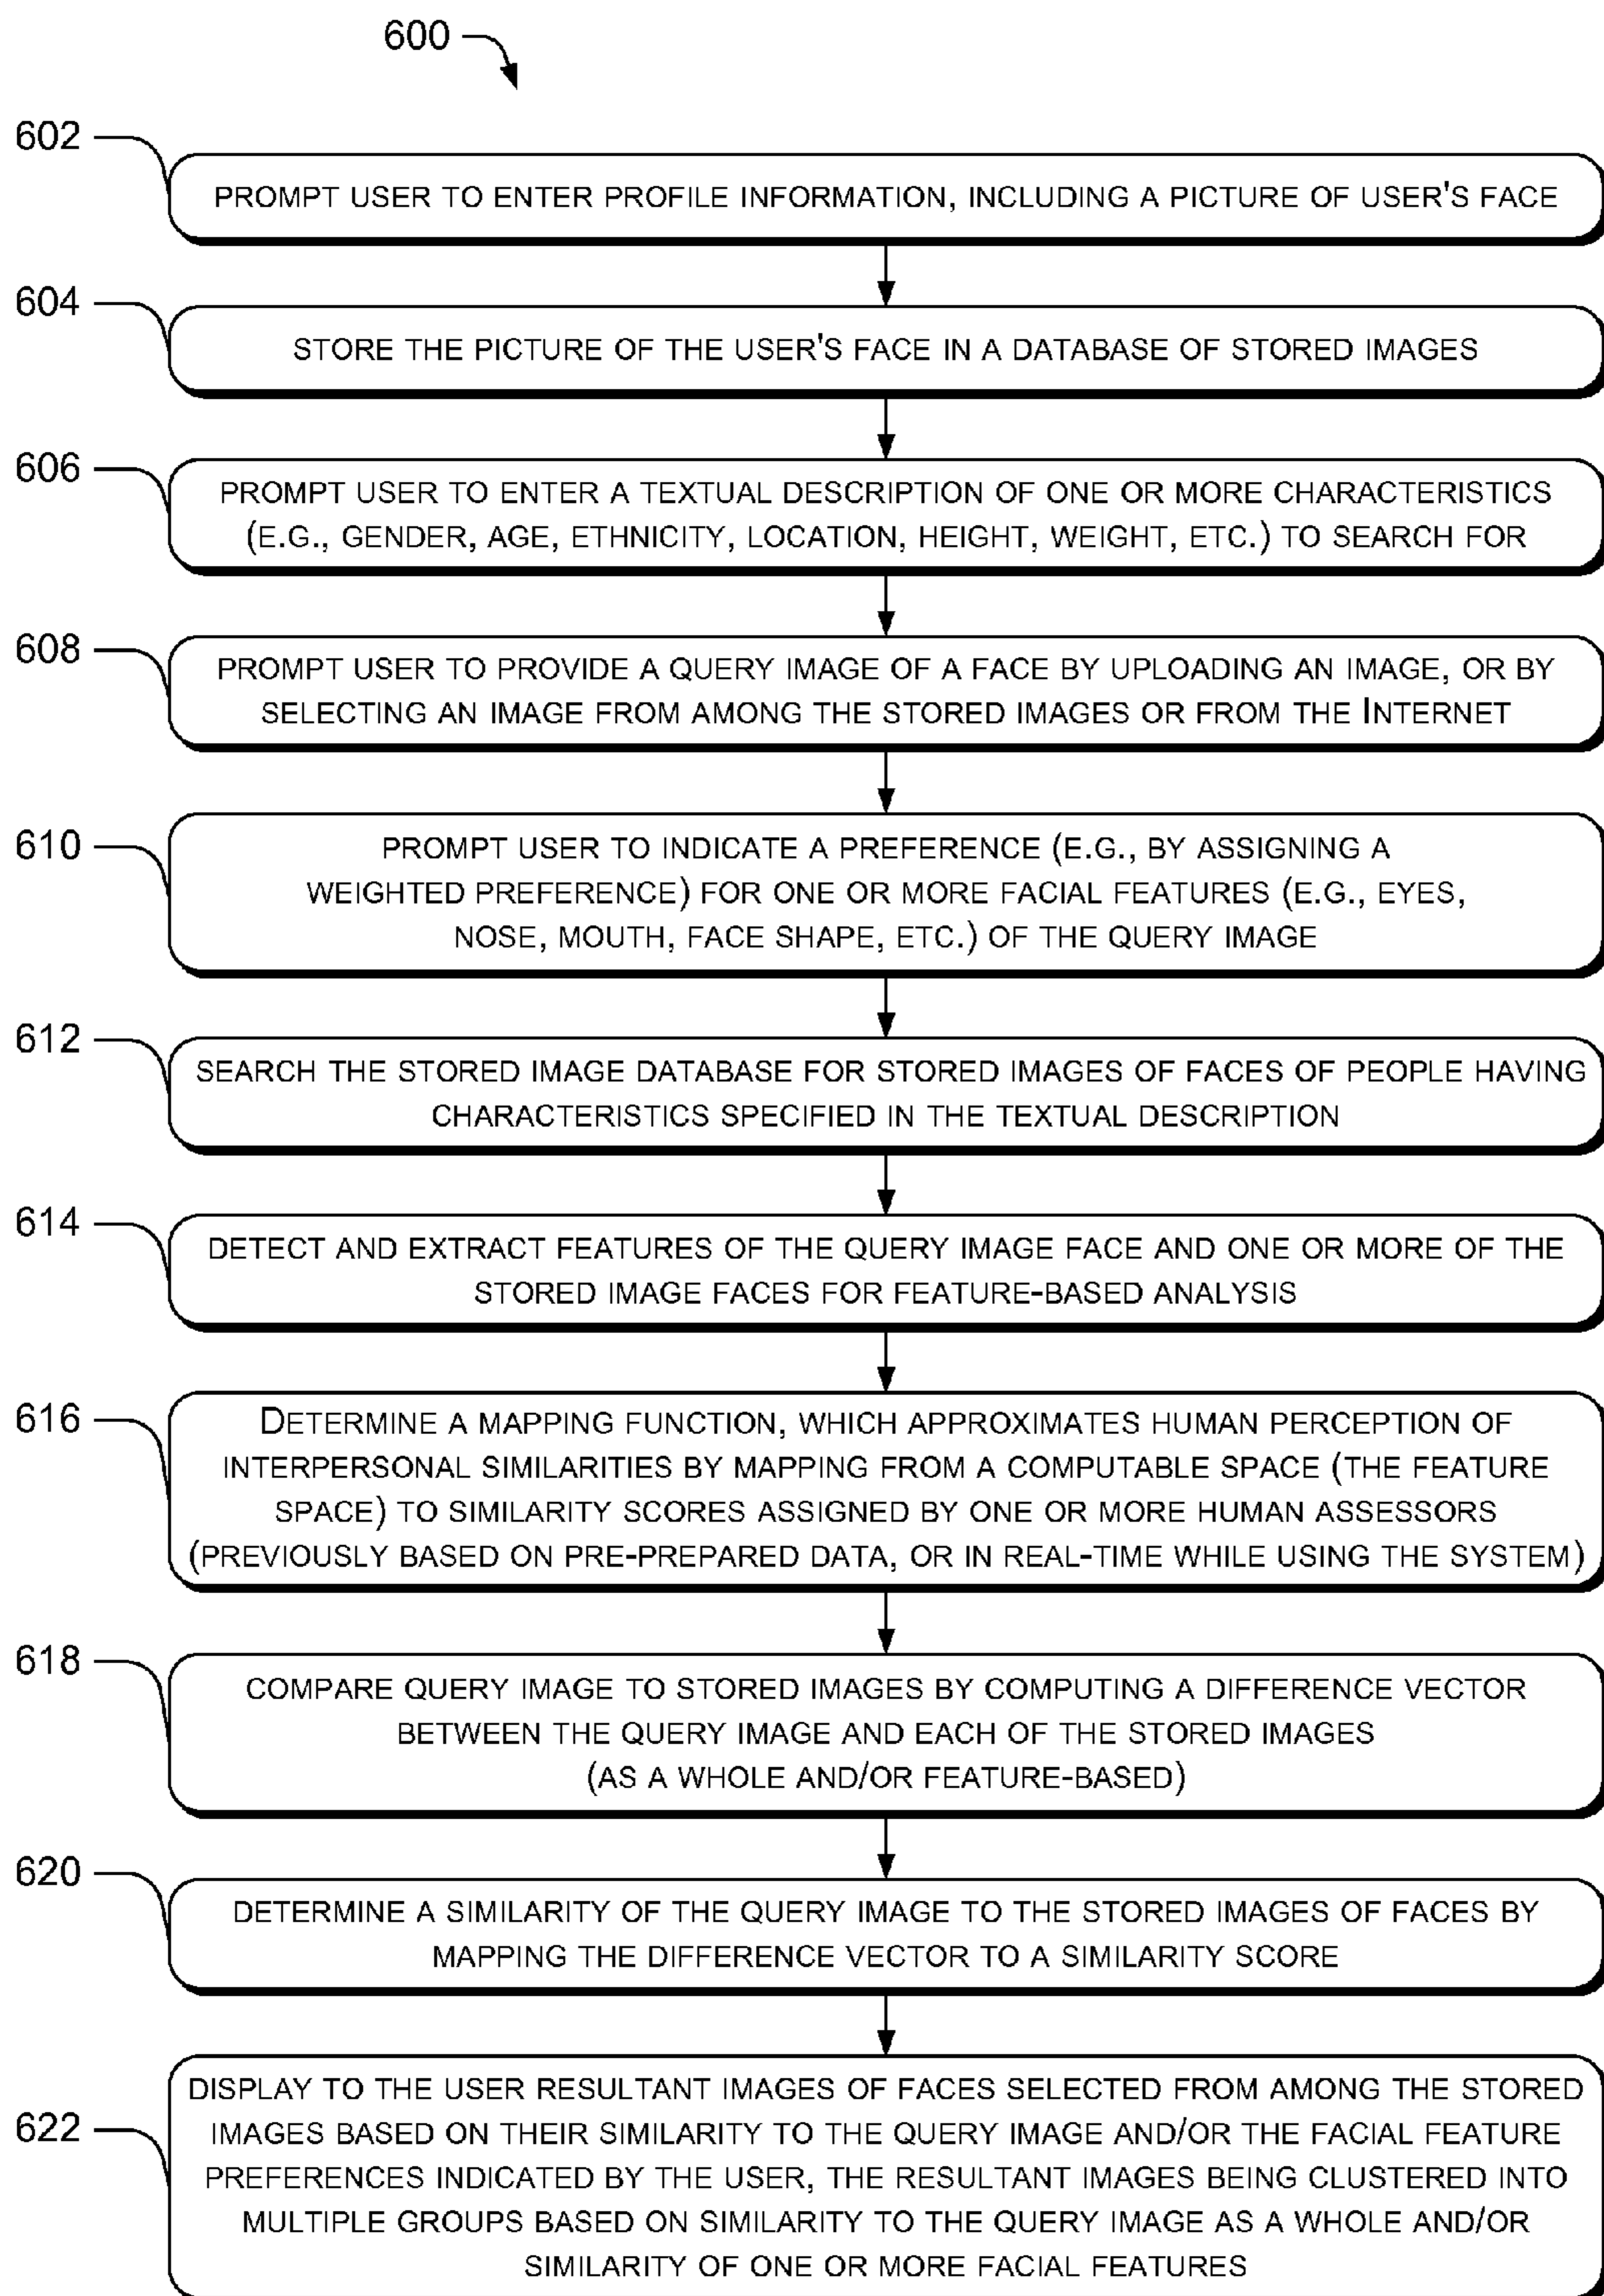 600
602
PROMPT USER TO ENTER PROFILE INFORMATION, INCLUDING A PICTURE OF USER'S FACE
604
STORE THE PICTURE OF THE USER'S FACE IN A DATABASE OF STORED IMAGES
606
PROMPT USER TO ENTER A TEXTUAL DESCRIPTION OF ONE OR MORE CHARACTERISTICS
(E.G., GENDER, AGE, ETHNICITY, LOCATION, HEIGHT, WEIGHT, ETC.) TO SEARCH FOR
608
PROMPT USER TO PROVIDE A QUERY IMAGE OF A FACE BY UPLOADING AN IMAGE, OR BY
SELECTING AN IMAGE FROM AMONG THE STORED IMAGES OR FROM THE INTERNET
610
PROMPT USER TO INDICATE A PREFERENCE (E.G., BY ASSIGNING A
WEIGHTED PREFERENCE) FOR ONE OR MORE FACIAL FEATURES (E.G., EYES,
NOSE, MOUTH, FACE SHAPE, ETC.) OF THE QUERY IMAGE
612
SEARCH THE STORED IMAGE DATABASE FOR STORED IMAGES OF FACES OF PEOPLE HAVING
CHARACTERISTICS SPECIFIED IN THE TEXTUAL DESCRIPTION
614
DETECT AND EXTRACT FEATURES OF THE QUERY IMAGE FACE AND ONE OR MORE OF THE
STORED IMAGE FACES FOR FEATURE-BASED ANALYSIS
616
DETERMINE A MAPPING FUNCTION, WHICH APPROXIMATES HUMAN PERCEPTION OF
INTERPERSONAL SIMILARITIES BY MAPPING FROM A COMPUTABLE SPACE (THE FEATURE
SPACE) TO SIMILARITY SCORES ASSIGNED BY ONE OR MORE HUMAN ASSESSORS
(PREVIOUSLY BASED ON PRE-PREPARED DATA, OR IN REAL-TIME WHILE USING THE SYSTEM)
618
COMPARE QUERY IMAGE TO STORED IMAGES BY COMPUTING A DIFFERENCE VECTOR
BETWEEN THE QUERY IMAGE AND EACH OF THE STORED IMAGES
(AS A WHOLE AND/OR FEATURE-BASED)
620
DETERMINE A SIMILARITY OF THE QUERY IMAGE TO THE STORED IMAGES OF FACES BY
MAPPING THE DIFFERENCE VECTOR TO A SIMILARITY SCORE
622
DISPLAY TO THE USER RESULTANT IMAGES OF FACES SELECTED FROM AMONG THE STORED
IMAGES BASED ON THEIR SIMILARITY TO THE QUERY IMAGE AND/OR THE FACIAL FEATURE
PREFERENCES INDICATED BY THE USER, THE RESULTANT IMAGES BEING CLUSTERED INTO
MULTIPLE GROUPS BASED ON SIMILARITY TO THE QUERY IMAGE AS A WHOLE AND/OR
SIMILARITY OF ONE OR MORE FACIAL FEATURES